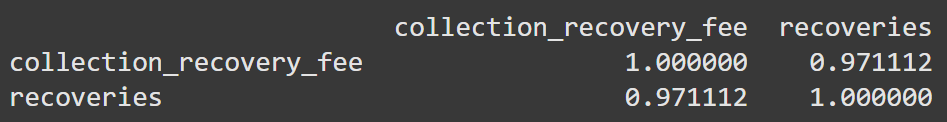 collection_recovery_fee recoveries
collection_recovery_fee 1.000000 0.971112
recoveries 0.971112 1.000000